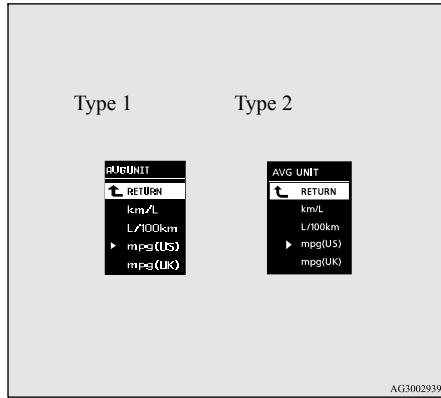 Type 1
Type 2
AVGUNIT
RETURN
km/L
L/100km
mpg(US)
mpg(UK)
AVG UNIT
RETURN
km/L
L/100km
mpg(US)
mpg(UK)
AG3002939